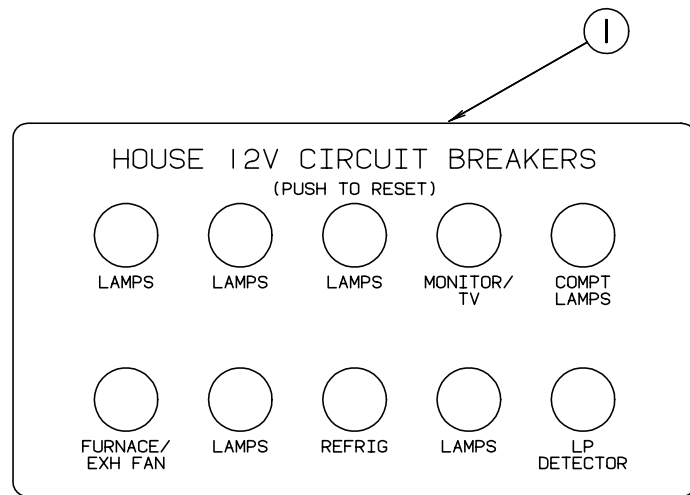 1
HOUSE 12V CIRCUIT BREAKERS
(PUSH TO RESET)
LAMPS LAMPS LAMPS MONITOR/ COMPT
TV LAMPS
FURNACE/ LAMPS REFRIG LAMPS LP
EXH FAN DETECTOR